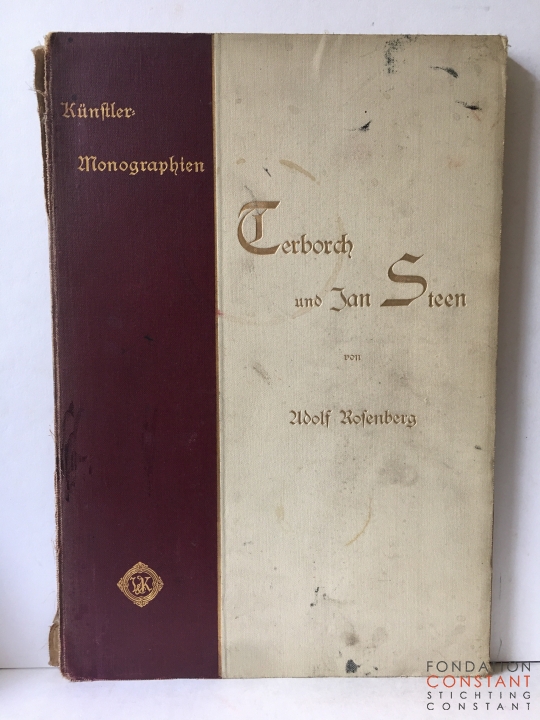 Künſtler=
Monographien
Terborch
und Jan Steen
von
Adolf Roſenberg
V&K
FONDATION
CONSTANT
STICHTING
CONSTANT